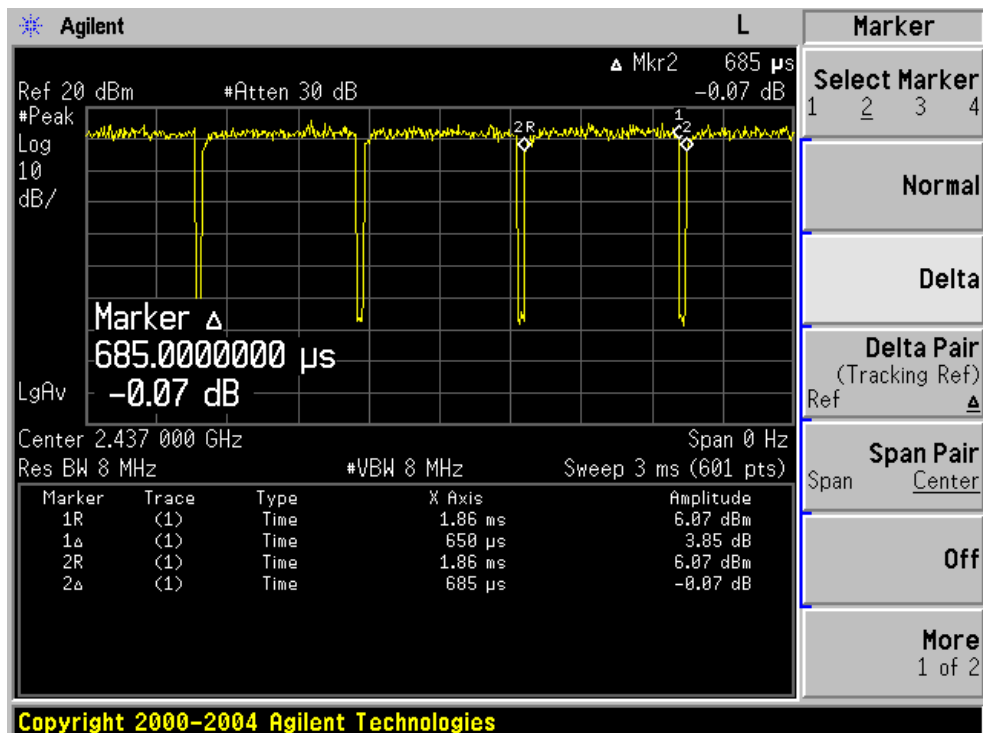 Agilent L
Marker
Δ Mkr2 685 µs
Ref 20 dBm #Atten 30 dB -0.07 dB
#Peak
Log
10
dB/
2R
1
2
Marker Δ
685.0000000 µs
-0.07 dB
LgAv
Center 2.437 000 GHz Span 0 Hz
Res BW 8 MHz #VBW 8 MHz Sweep 3 ms (601 pts)
Marker Trace Type X Axis Amplitude
1R (1) Time 1.86 ms 6.07 dBm
1Δ (1) Time 650 µs 3.85 dB
2R (1) Time 1.86 ms 6.07 dBm
2Δ (1) Time 685 µs -0.07 dB
Select Marker
1 2 3 4
Normal
Delta
Delta Pair
(Tracking Ref)
Ref Δ
Span Pair
Span Center
Off
More
1 of 2
Copyright 2000-2004 Agilent Technologies